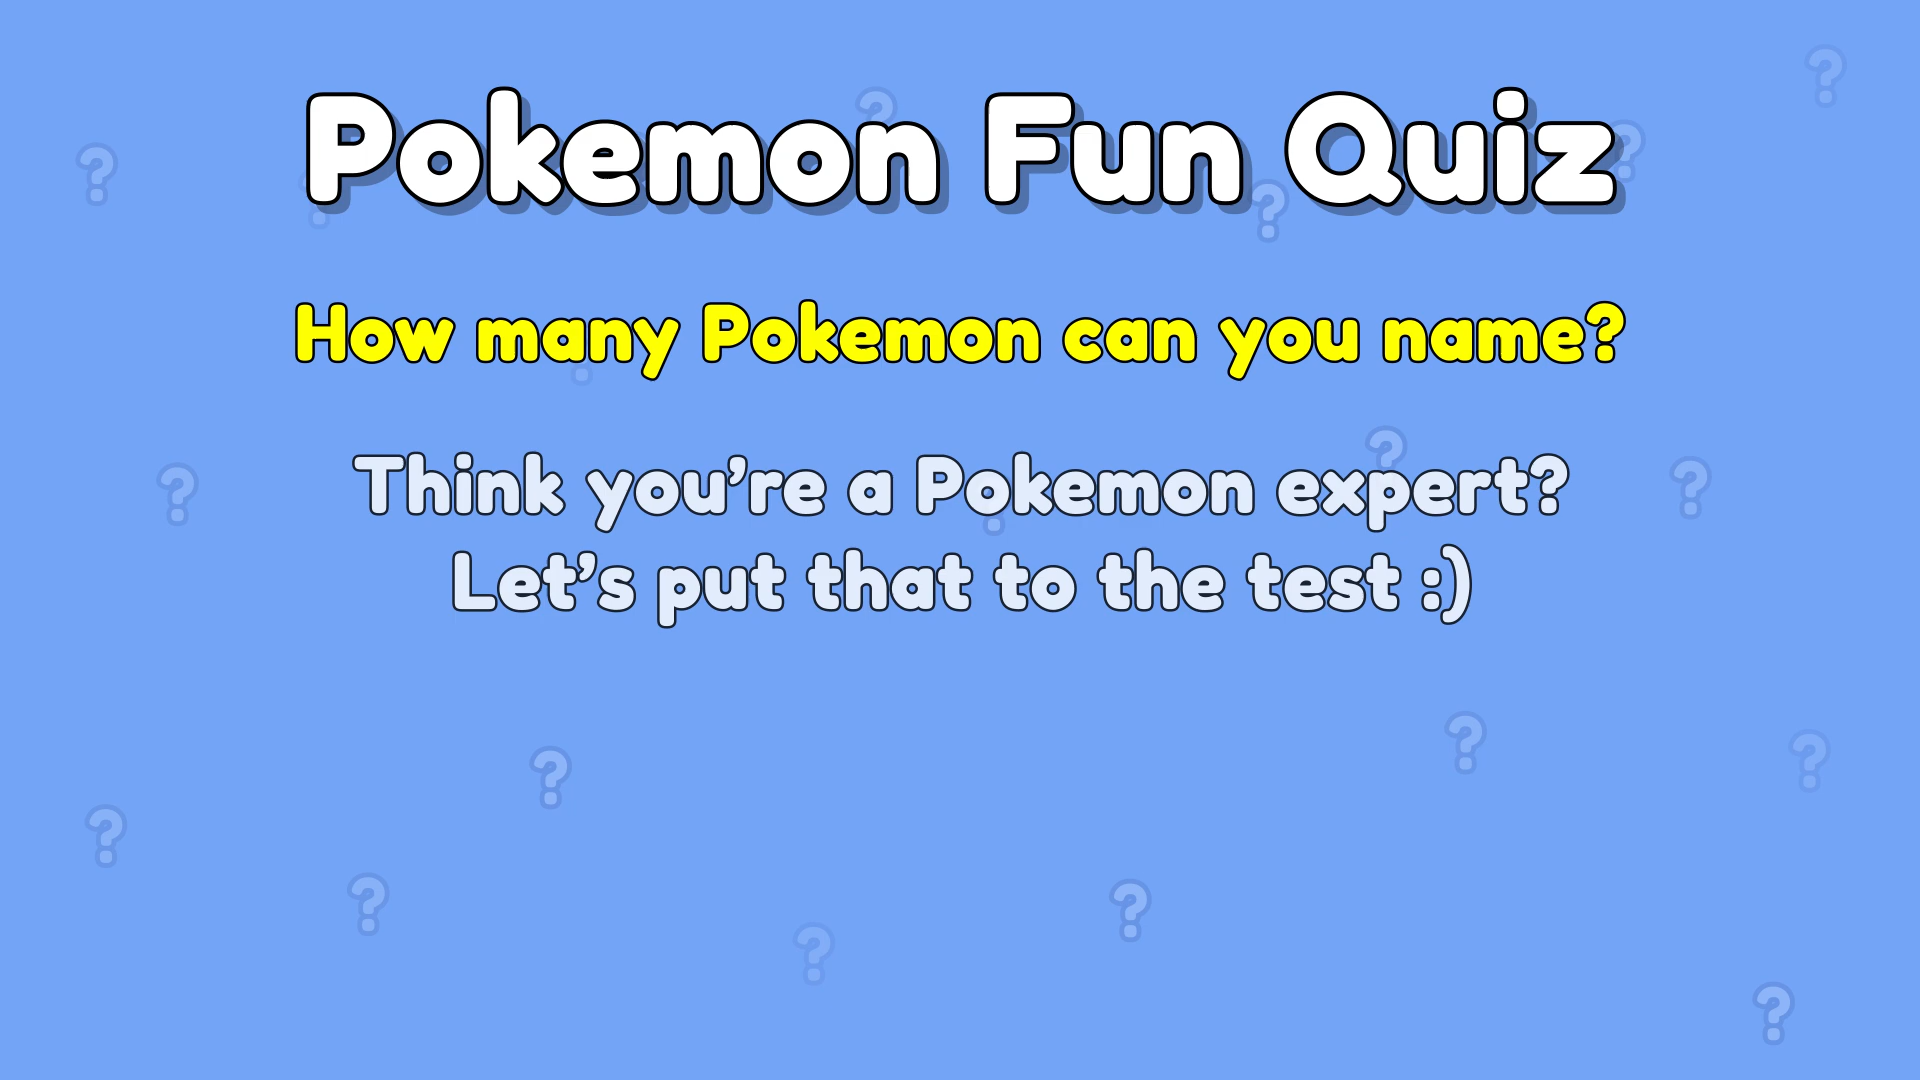 Pokemon Fun Quiz
How many Pokemon can you name?
Think you’re a Pokemon expert?
Let’s put that to the test :)